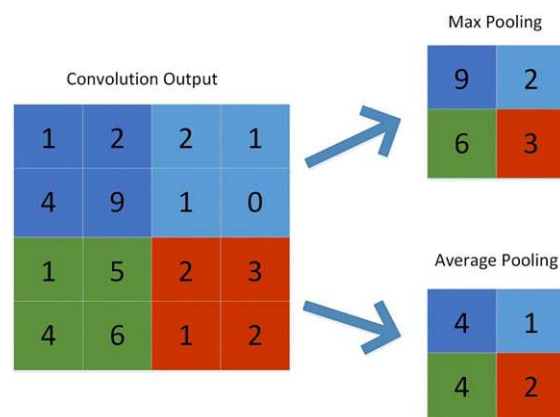 Max Pooling
9 2
6 3
Convolution Output
1 2 2 1
4 9 1 0
1 5 2 3
4 6 1 2
Average Pooling
4 1
4 2